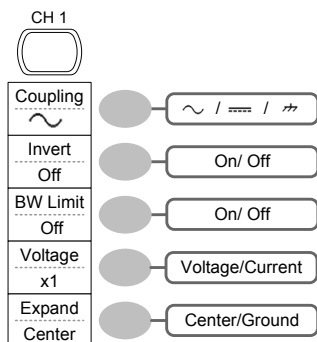 CH 1
Coupling
∿ / ⎓ / ⏚
Invert
Off
On/ Off
BW Limit
Off
On/ Off
Voltage
x1
Voltage/Current
Expand
Center
Center/Ground